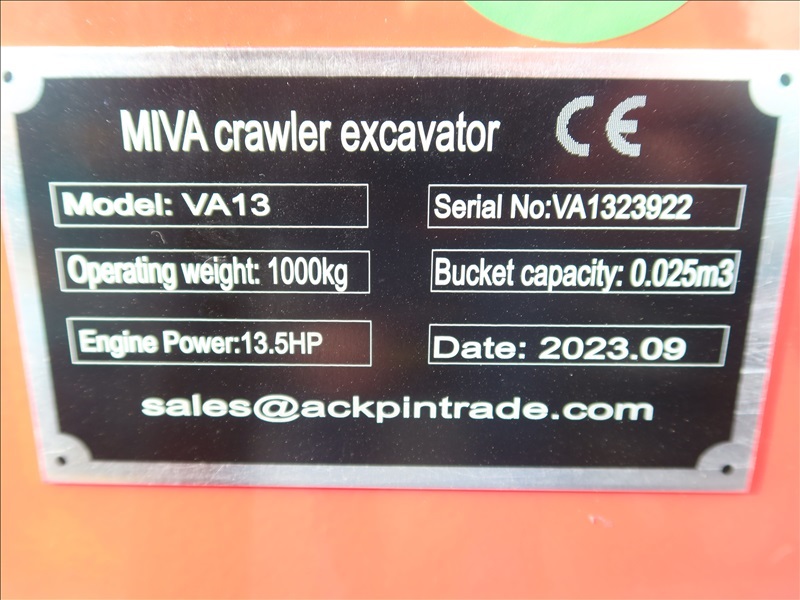 MIVA crawler excavator CE
Model: VA13
Serial No:VA1323922
Operating weight: 1000kg
Bucket capacity: 0.025m3
Engine Power:13.5HP
Date: 2023.09
sales@ackpintrade.com